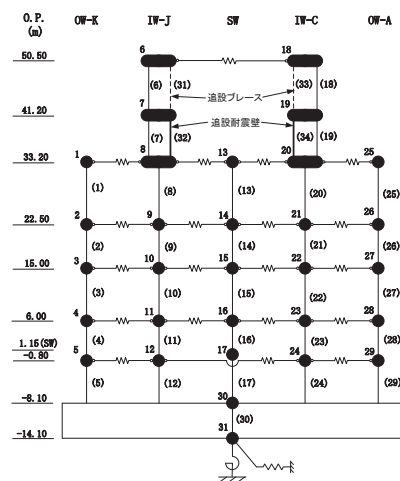 O.P.
(m)
OW-K IW-J SW IW-C OW-A
50.50
6 18
(6) (31) (33) (18)
追設ブレース
41.20
7 19
(7) (32) (34) (19)
追設耐震壁
33.20
1 8 13 20 25
(1) (8) (13) (20) (25)
22.50
2 9 14 21 26
(2) (9) (14) (21) (26)
15.00
3 10 15 22 27
(3) (10) (15) (22) (27)
6.00
4 11 16 23 28
1.15(SW)
(4) (11) (16) (23) (28)
-0.80
5 12 17 24 29
(5) (12) (17) (24) (29)
-8.10
30
(30)
-14.10
31